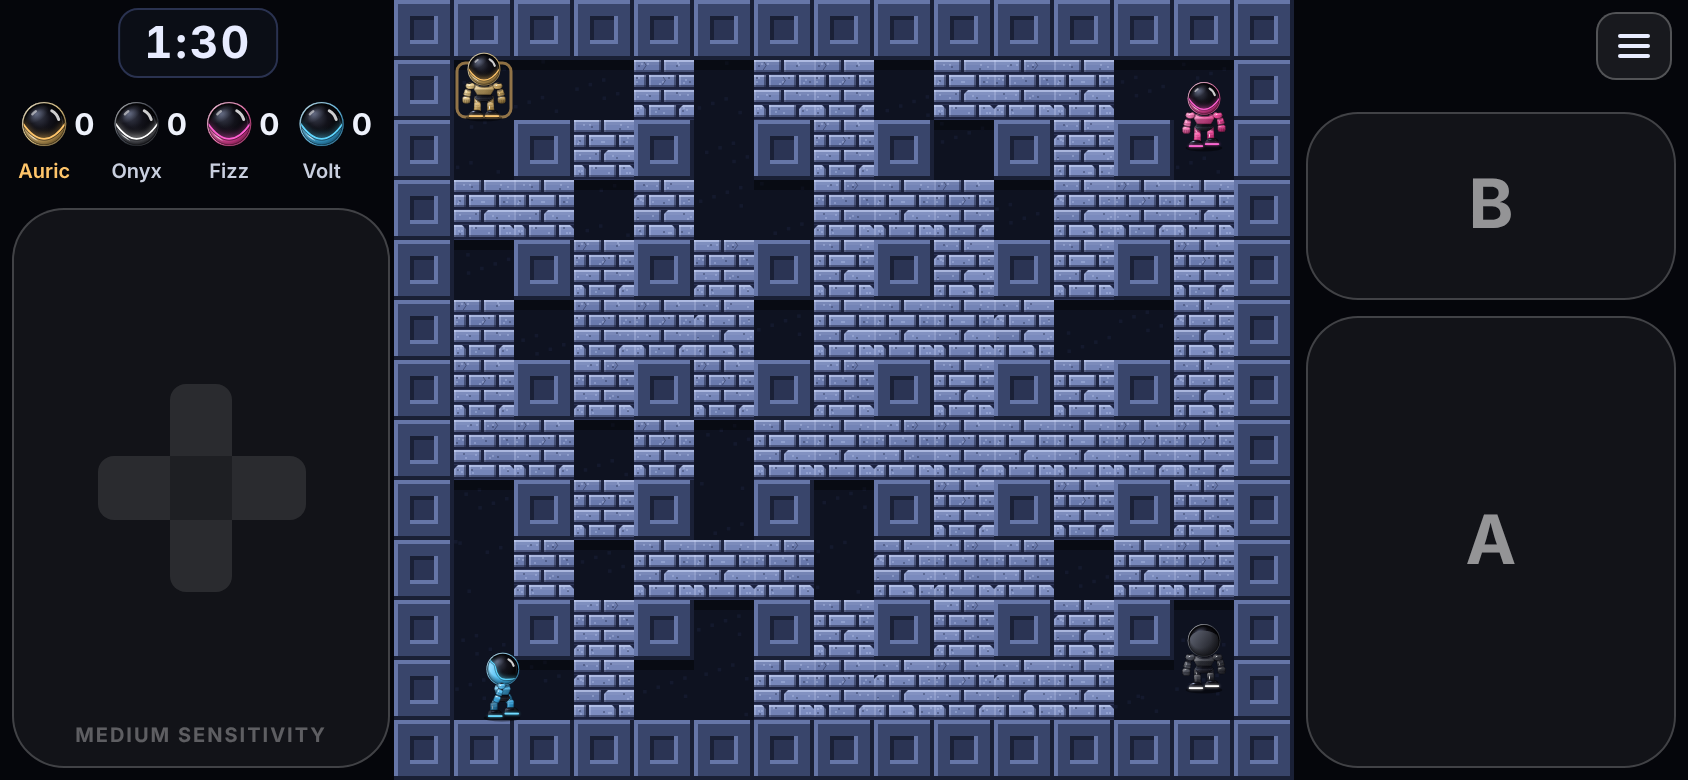 1:30
0 0 0 0
Auric Onyx Fizz Volt
B
A
MEDIUM SENSITIVITY